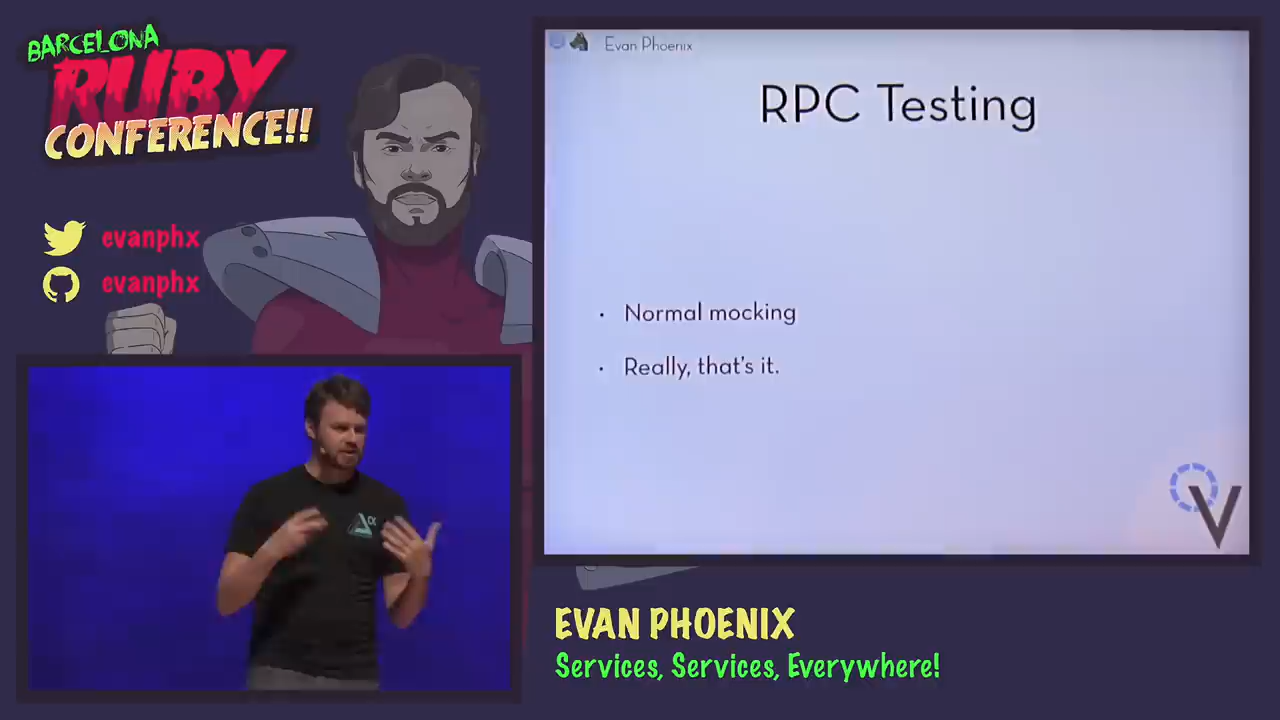 BARCELONA
RUBY
CONFERENCE!!
evanphx
evanphx
Evan Phoenix
RPC Testing
· Normal mocking
· Really, that's it.
V
EVAN PHOENIX
Services, Services, Everywhere!